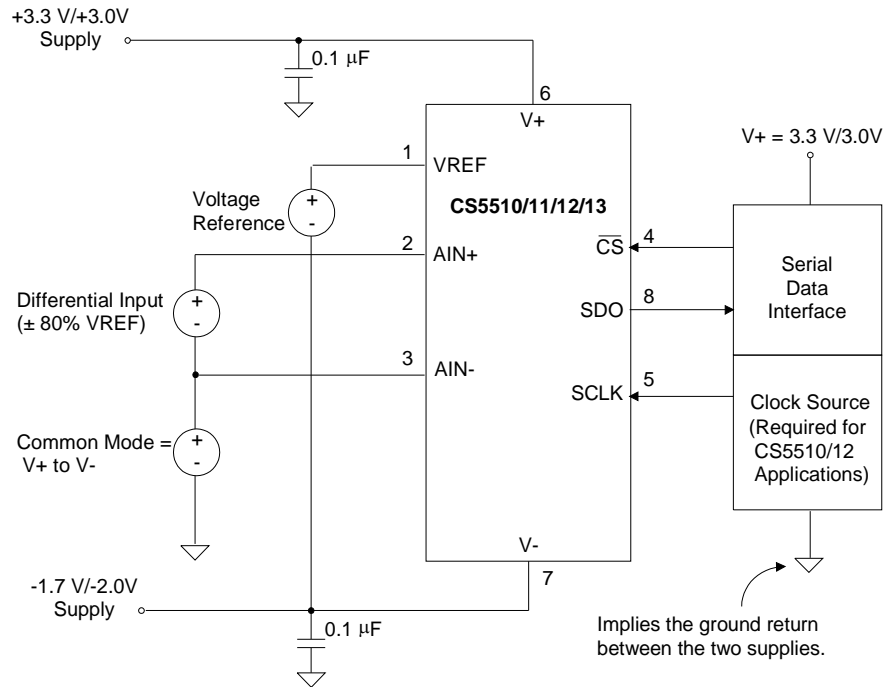 +3.3 V/+3.0V
Supply
0.1 μF
6
V+
V+ = 3.3 V/3.0V
1
VREF
Voltage
Reference
+
-
CS5510/11/12/13
2
AIN+
CS
4
Serial
Data
Interface
Differential Input
(± 80% VREF)
+
-
SDO
8
3
AIN-
SCLK
5
Clock Source
(Required for
CS5510/12
Applications)
Common Mode =
V+ to V-
+
-
V-
7
-1.7 V/-2.0V
Supply
0.1 μF
Implies the ground return
between the two supplies.